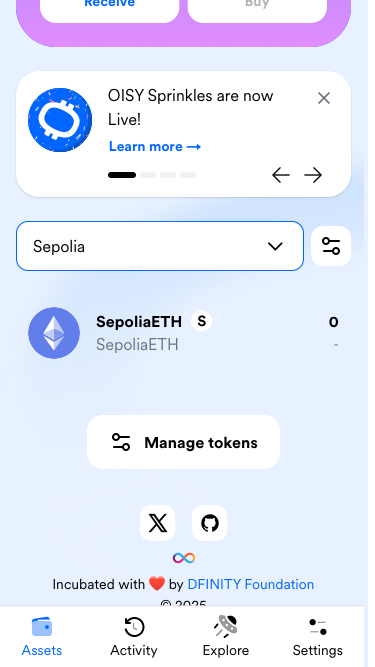 Receive
Buy
OISY Sprinkles are now
Live!
Learn more →
Sepolia
SepoliaETH S
0
SepoliaETH
-
Manage tokens
Incubated with ❤️ by DFINITY Foundation
© 2025
Assets
Activity
Explore
Settings